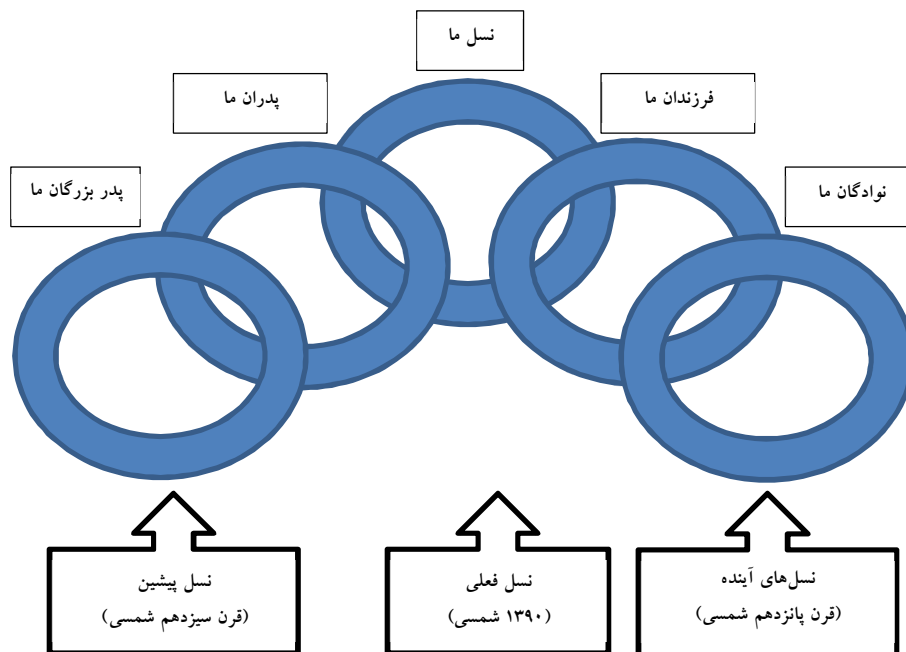 نسل ما
پدران ما
فرزندان ما
پدر بزرگان ما
نوادگان ما
نسل پیشین
(قرن سیزدهم شمسی)
نسل فعلی
(۱۳۹۰ شمسی)
نسل‌های آینده
(قرن پانزدهم شمسی)